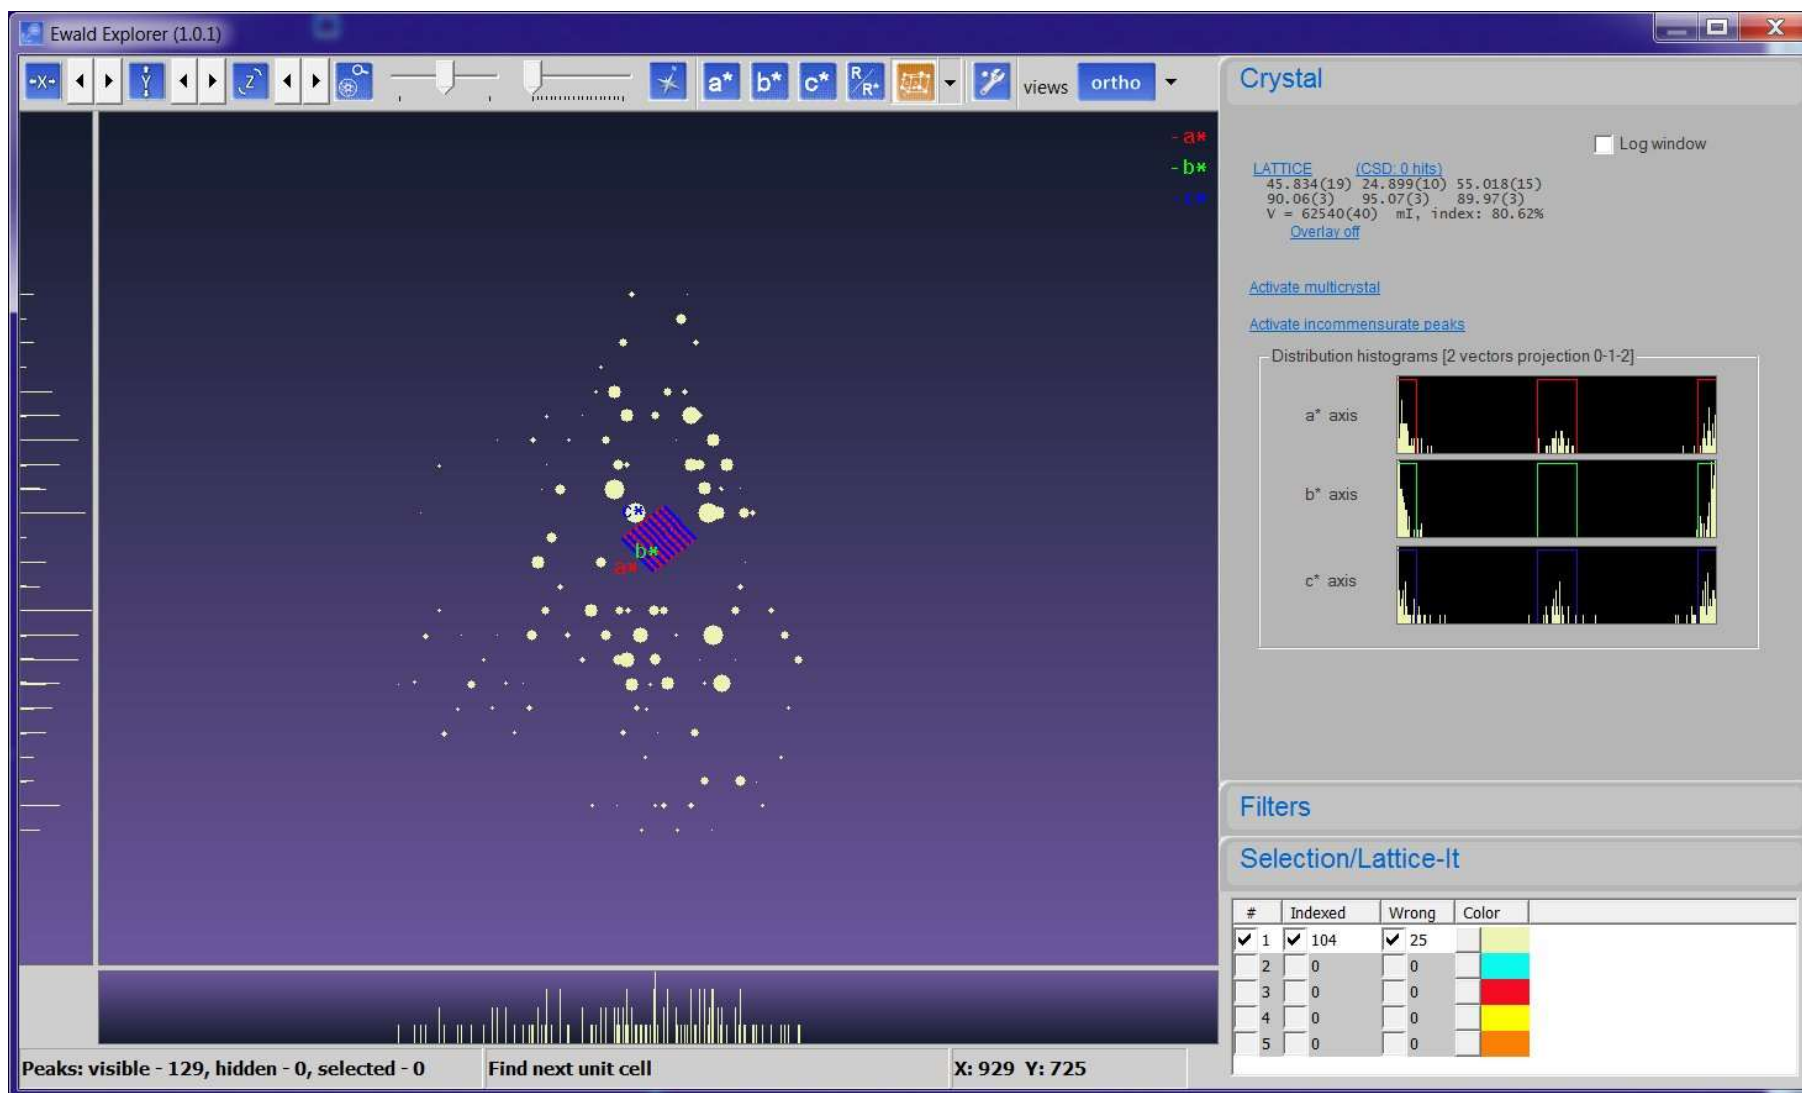 Ewald Explorer (1.0.1)
-X- Y Z a* b* c* R/R* views ortho
Crystal
-a*
-b*
-c*
Log window
LATTICE (CSD: 0 hits)
45.834(19) 24.899(10) 55.018(15)
90.06(3) 95.07(3) 89.97(3)
V = 62540(40) mI, index: 80.62%
Overlay off
Activate multicrystal
Activate incommensurate peaks
Distribution histograms [2 vectors projection 0-1-2]
a* axis
b* axis
c* axis
c*
b*
a*
Filters
Selection/Lattice-It
# Indexed Wrong Color
1 104 25
2 0 0
3 0 0
4 0 0
5 0 0
Peaks: visible - 129, hidden - 0, selected - 0 Find next unit cell X: 929 Y: 725